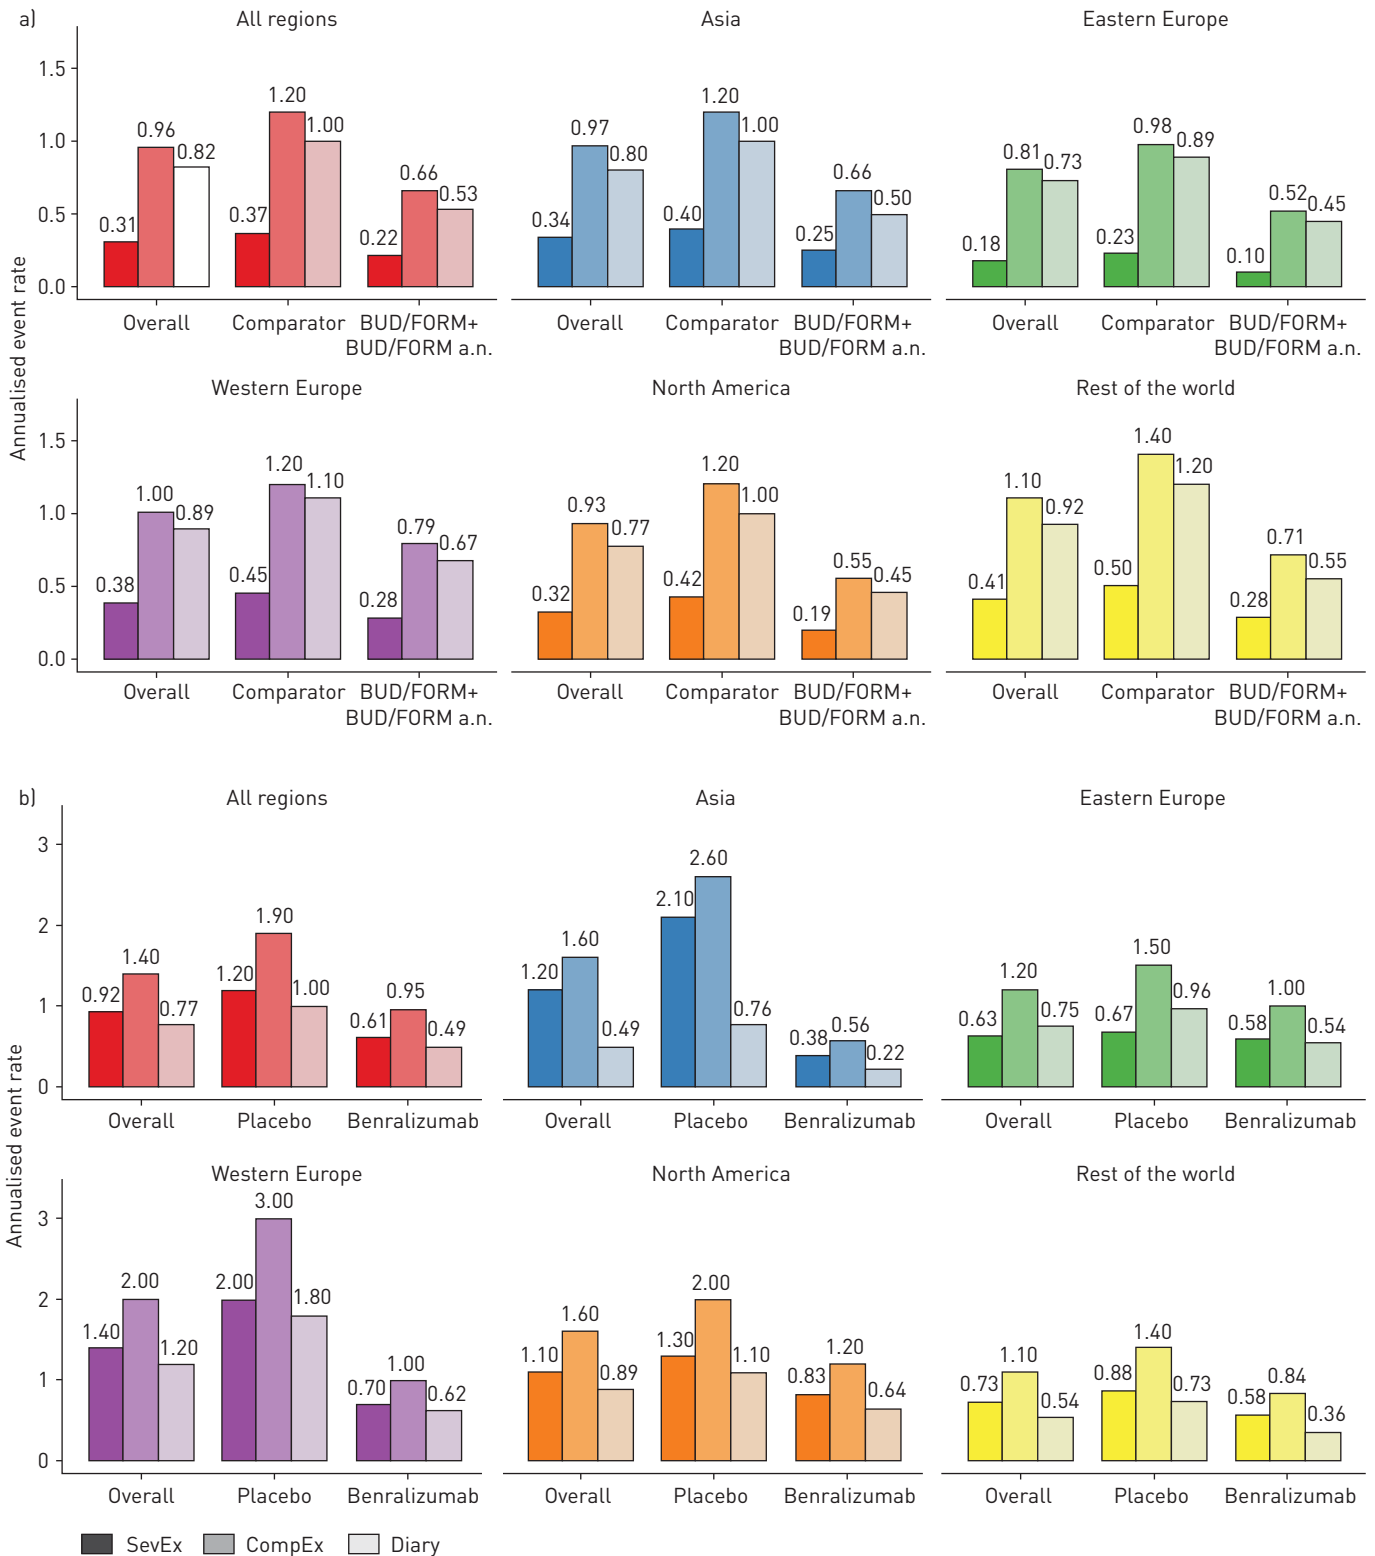 a)
All regions
Asia
Eastern Europe
Annualised event rate
1.5
1.0
0.5
0.0
0.31
0.96
0.82
0.37
1.20
1.00
0.22
0.66
0.53
0.34
0.97
0.80
0.40
1.20
1.00
0.25
0.66
0.50
0.18
0.81
0.73
0.23
0.98
0.89
0.10
0.52
0.45
Overall
Comparator
BUD/FORM+
BUD/FORM a.n.
Overall
Comparator
BUD/FORM+
BUD/FORM a.n.
Overall
Comparator
BUD/FORM+
BUD/FORM a.n.
Western Europe
North America
Rest of the world
1.5
1.0
0.5
0.0
0.38
1.00
0.89
0.45
1.20
1.10
0.28
0.79
0.67
0.32
0.93
0.77
0.42
1.20
1.00
0.19
0.55
0.45
0.41
1.10
0.92
0.50
1.40
1.20
0.28
0.71
0.55
Overall
Comparator
BUD/FORM+
BUD/FORM a.n.
Overall
Comparator
BUD/FORM+
BUD/FORM a.n.
Overall
Comparator
BUD/FORM+
BUD/FORM a.n.
b)
All regions
Asia
Eastern Europe
Annualised event rate
3
2
1
0
0.92
1.40
0.77
1.20
1.90
1.00
0.61
0.95
0.49
1.20
1.60
0.49
2.10
2.60
0.76
0.38
0.56
0.22
0.63
1.20
0.75
0.67
1.50
0.96
0.58
1.00
0.54
Overall
Placebo
Benralizumab
Overall
Placebo
Benralizumab
Overall
Placebo
Benralizumab
Western Europe
North America
Rest of the world
3
2
1
0
1.40
2.00
1.20
2.00
3.00
1.80
0.70
1.00
0.62
1.10
1.60
0.89
1.30
2.00
1.10
0.83
1.20
0.64
0.73
1.10
0.54
0.88
1.40
0.73
0.58
0.84
0.36
Overall
Placebo
Benralizumab
Overall
Placebo
Benralizumab
Overall
Placebo
Benralizumab
SevEx
CompEx
Diary